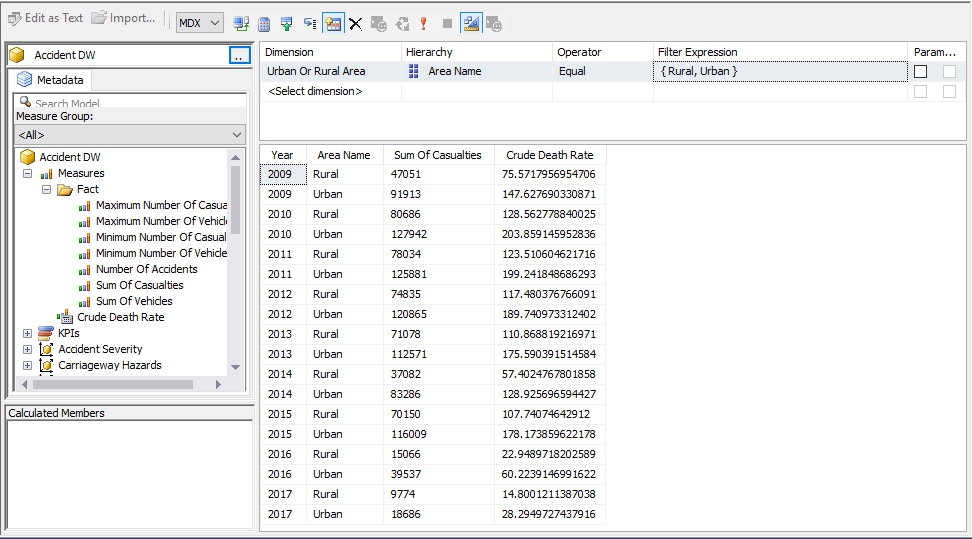 Edit as Text Import... MDX
Accident DW ..
Metadata
Search Model
Measure Group:
<All>
Accident DW
Measures
Fact
Maximum Number Of Casua
Maximum Number Of Vehicl
Minimum Number Of Casual
Minimum Number Of Vehicle
Number Of Accidents
Sum Of Casualties
Sum Of Vehicles
Crude Death Rate
KPIs
Accident Severity
Carriageway Hazards
Calculated Members
Dimension Hierarchy Operator Filter Expression Param...
Urban Or Rural Area Area Name Equal { Rural, Urban }
<Select dimension>
Year Area Name Sum Of Casualties Crude Death Rate
2009 Rural 47051 75.5717956954706
2009 Urban 91913 147.627690330871
2010 Rural 80686 128.562778840025
2010 Urban 127942 203.859145952836
2011 Rural 78034 123.510604621716
2011 Urban 125881 199.241848686293
2012 Rural 74835 117.480376766091
2012 Urban 120865 189.740973312402
2013 Rural 71078 110.868819216971
2013 Urban 112571 175.590391514584
2014 Rural 37082 57.4024767801858
2014 Urban 83286 128.925696594427
2015 Rural 70150 107.74074642912
2015 Urban 116009 178.173859622178
2016 Rural 15066 22.9489718202589
2016 Urban 39537 60.2239146991622
2017 Rural 9774 14.8001211387038
2017 Urban 18686 28.2949727437916